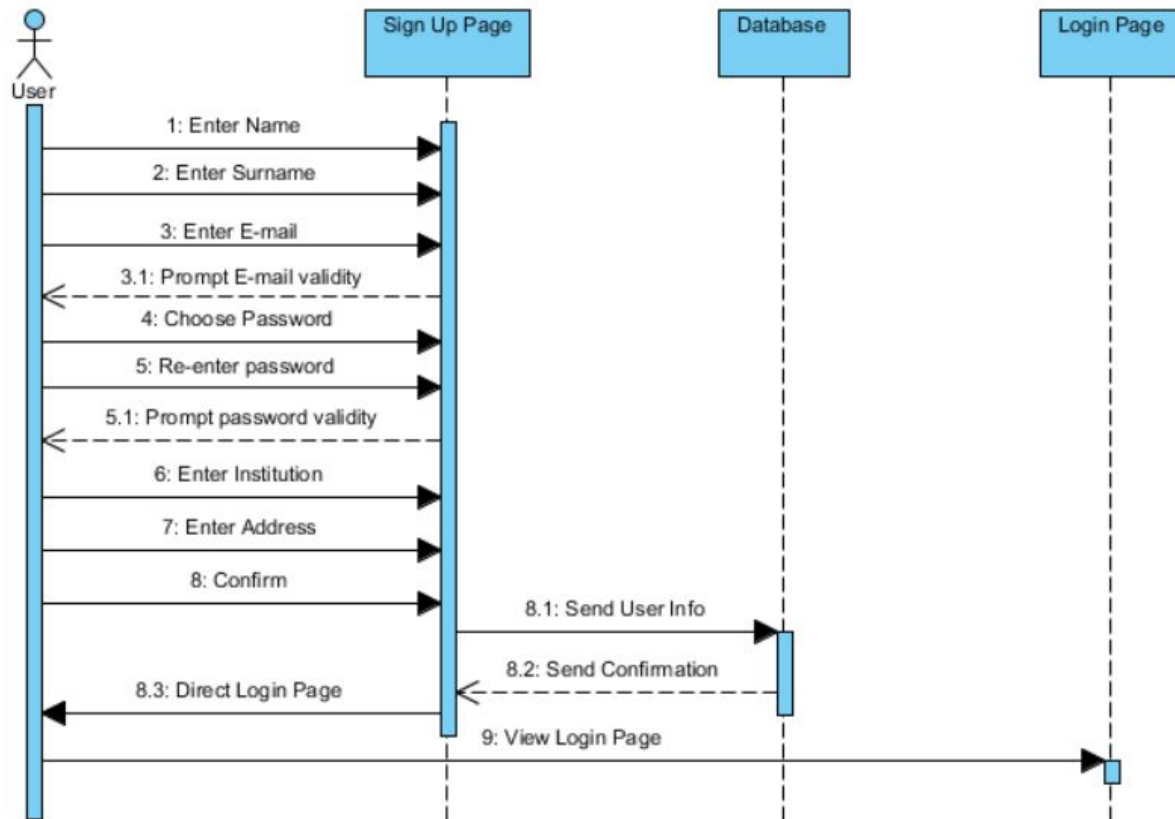 Sign Up Page
Database
Login Page
User
1: Enter Name
2: Enter Surname
3: Enter E-mail
3.1: Prompt E-mail validity
4: Choose Password
5: Re-enter password
5.1: Prompt password validity
6: Enter Institution
7: Enter Address
8: Confirm
8.1: Send User Info
8.2: Send Confirmation
8.3: Direct Login Page
9: View Login Page